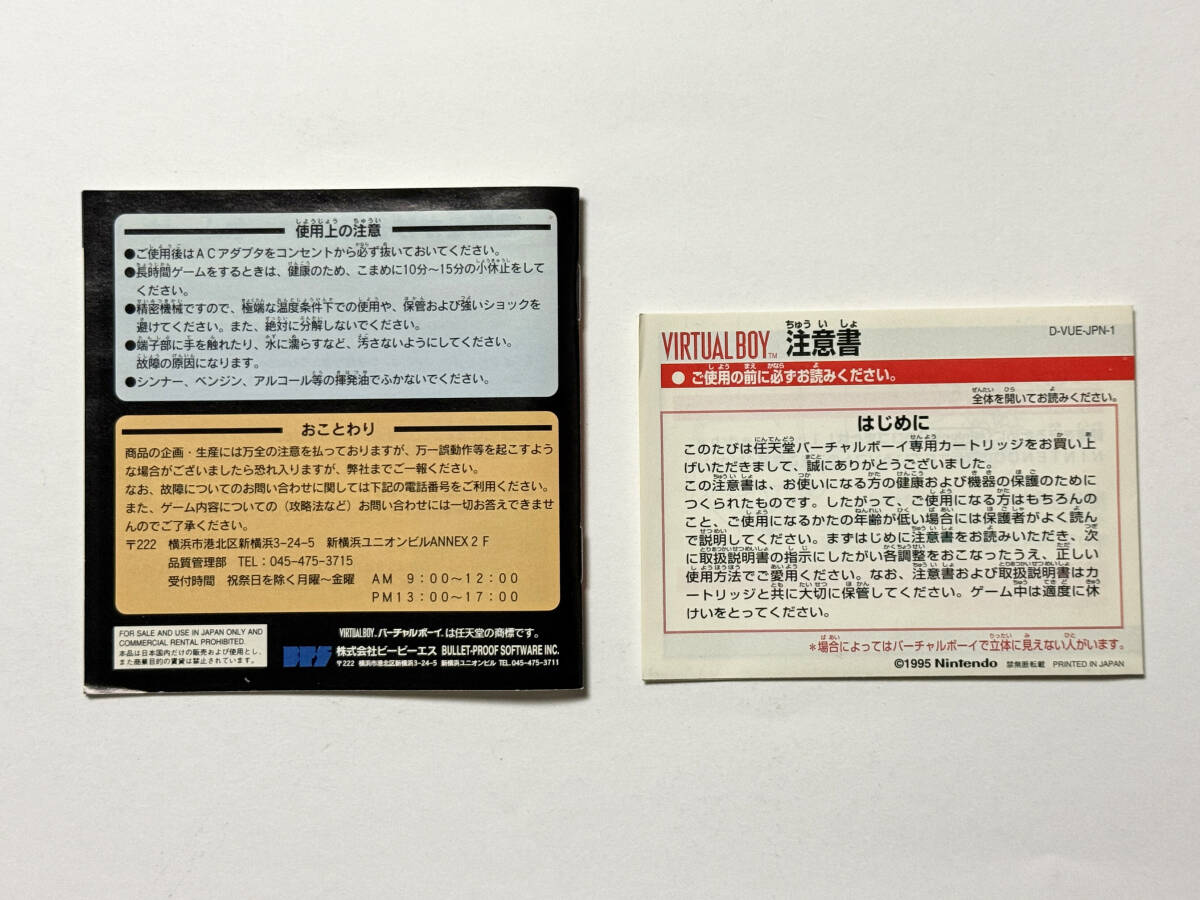 使用上の注意
●ご使用後はACアダプタをコンセントから必ず抜いておいてください。
●長時間ゲームをするときは、健康のため、こまめに10分〜15分の小休止をして
ください。
●精密機械ですので、極端な温度条件下での使用や、保管および強いショックを
避けてください。また、絶対に分解しないでください。
●端子部に手を触れたり、水に濡らすなど、汚さないようにしてください。
故障の原因になります。
●シンナー、ベンジン、アルコール等の揮発油でふかないでください。
おことわり
商品の企画・生産には万全の注意を払っておりますが、万一誤動作等を起こすよう
な場合がございましたら恐れ入りますが、弊社までご一報ください。
なお、故障についてのお問い合わせに関しては下記の電話番号をご利用ください。
また、ゲーム内容についての（攻略法など）お問い合わせには一切お答えできませ
んのでご了承ください。
〒222 横浜市港北区新横浜3-24-5 新横浜ユニオンビルANNEX2F
品質管理部 TEL：045-475-3715
受付時間 祝祭日を除く月曜〜金曜 AM 9:00〜12:00
PM13:00〜17:00
FOR SALE AND USE IN JAPAN ONLY AND
COMMERCIAL RENTAL PROHIBITED.
本品は日本国内だけの販売および使用とし、
また商業目的の賃貸は禁止されています。
VIRTUAL BOY、バーチャルボーイ、は任天堂の商標です。
BPS 株式会社ビーピーエス BULLET-PROOF SOFTWARE INC.
〒222 横浜市港北区新横浜3-24-5 新横浜ユニオンビル TEL.045-475-3711
D-VUE-JPN-1
VIRTUAL BOY™ 注意書
● ご使用の前に必ずお読みください。
全体を開いてお読みください。
はじめに
このたびは任天堂バーチャルボーイ専用カートリッジをお買い上
げいただきまして、誠にありがとうございました。
この注意書は、お使いになる方の健康および機器の保護のために
つくられたものです。したがって、ご使用になる方はもちろんの
こと、ご使用になるかたの年齢が低い場合には保護者がよく読ん
で説明してください。まずはじめに注意書をお読みいただき、次
に取扱説明書の指示にしたがい各調整をおこなったうえ、正しい
使用方法でご愛用ください。なお、注意書および取扱説明書はカ
ートリッジと共に大切に保管してください。ゲーム中は適度に休
けいをとってください。
*場合によってはバーチャルボーイで立体に見えない人がいます。
©1995 Nintendo 禁無断転載 PRINTED IN JAPAN